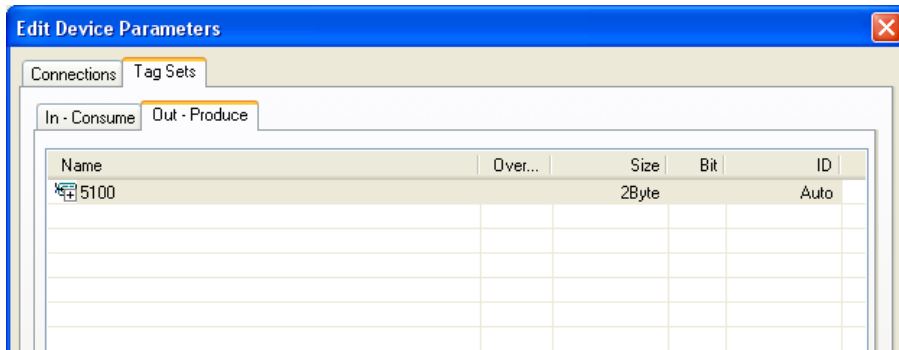 Edit Device Parameters
Connections Tag Sets
In - Consume Out - Produce
Name Over... Size Bit ID
5100 2Byte Auto